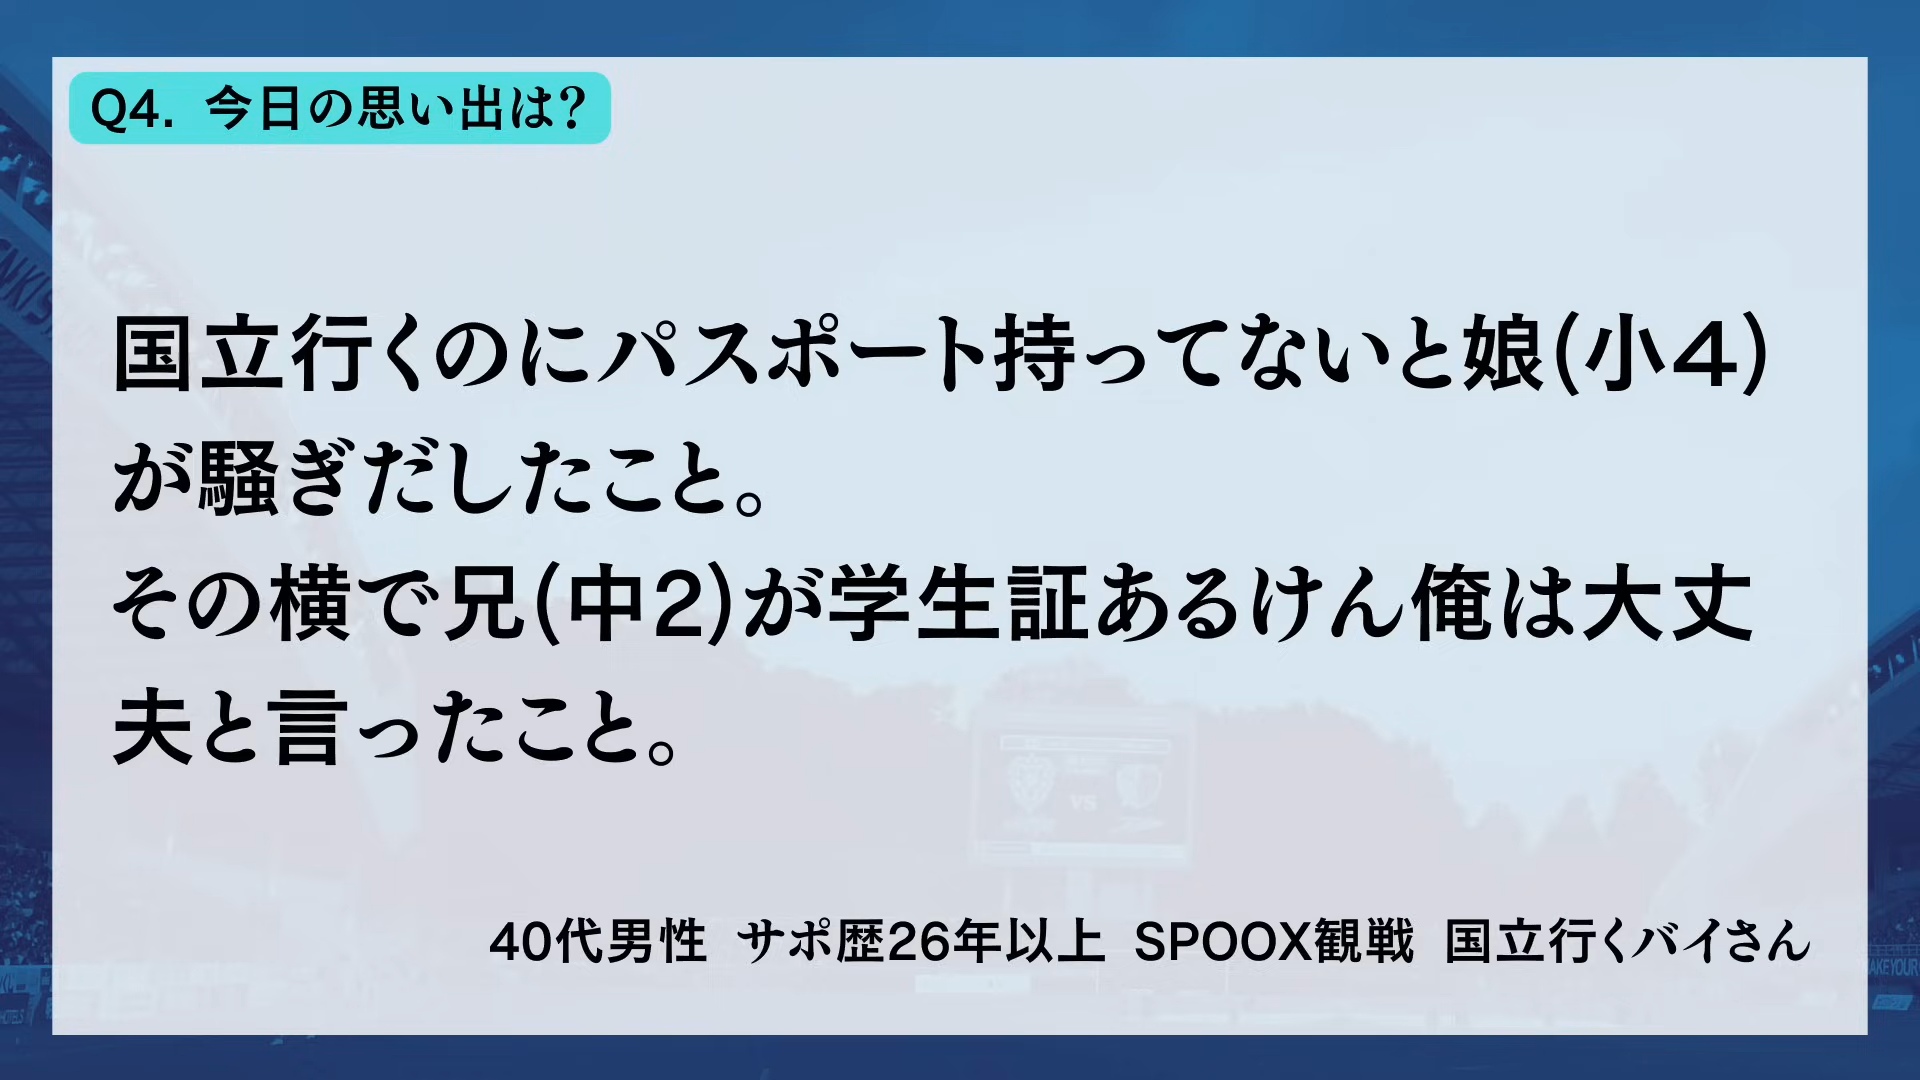 Q4. 今日の思い出は？
国立行くのにパスポート持ってないと娘(小４)
が騒ぎだしたこと。
その横で兄(中2)が学生証あるけん俺は大丈
夫と言ったこと。
VS
40代男性 サポ歴26年以上 SPOOX観戦 国立行くバイさん